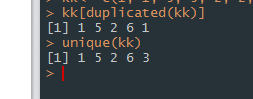 > kk[duplicated(kk)]
[1] 1 5 2 6 1
> unique(kk)
[1] 1 5 2 6 3
>